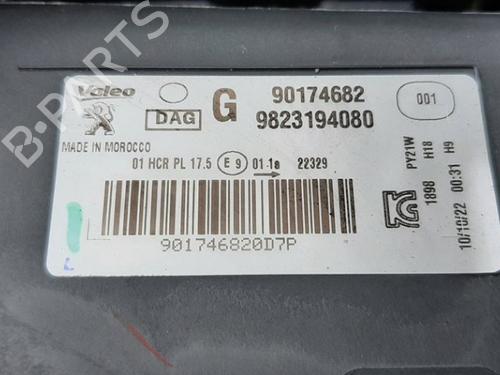 B-PARTS
Valeo
G
90174682
001
DAG
9823194080
MADE IN MOROCCO
01 HCR PL 17.5 E9 01 1a 22329
901746820D7P
PY21W
H18 H9
1898
10/10/22 00:31